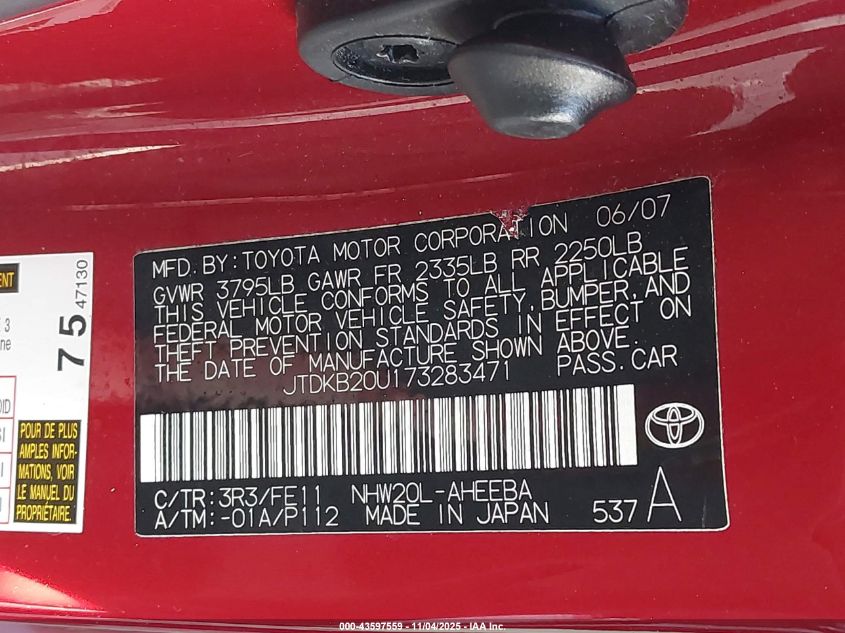 MFD. BY: TOYOTA MOTOR CORPORATION 06/07
GVWR 3795LB GAWR FR 2335LB RR 2250LB
THIS VEHICLE CONFORMS TO ALL APPLICABLE
FEDERAL MOTOR VEHICLE SAFETY, BUMPER, AND
THEFT PREVENTION STANDARDS IN EFFECT ON
THE DATE OF MANUFACTURE SHOWN ABOVE.
JTDKB20U173283471 PASS. CAR
C/TR: 3R3/FE11 NHW20L-AHEEBA
A/TM: -01A/P112 MADE IN JAPAN 537 A
75 47130
POUR DE PLUS
AMPLES INFOR-
MATIONS, VOIR
LE MANUEL DU
PROPRIÉTAIRE
000-43597559 - 11/04/2025 - IAA Inc.